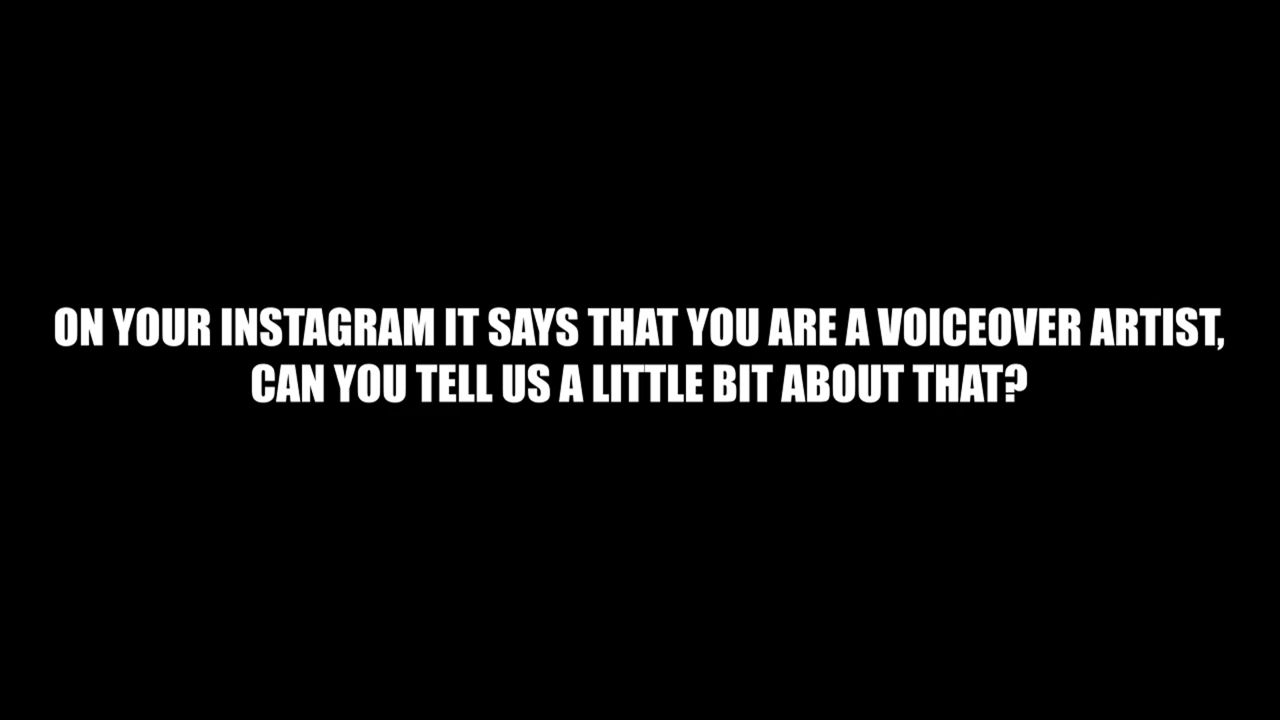 ON YOUR INSTAGRAM IT SAYS THAT YOU ARE A VOICEOVER ARTIST,
CAN YOU TELL US A LITTLE BIT ABOUT THAT?